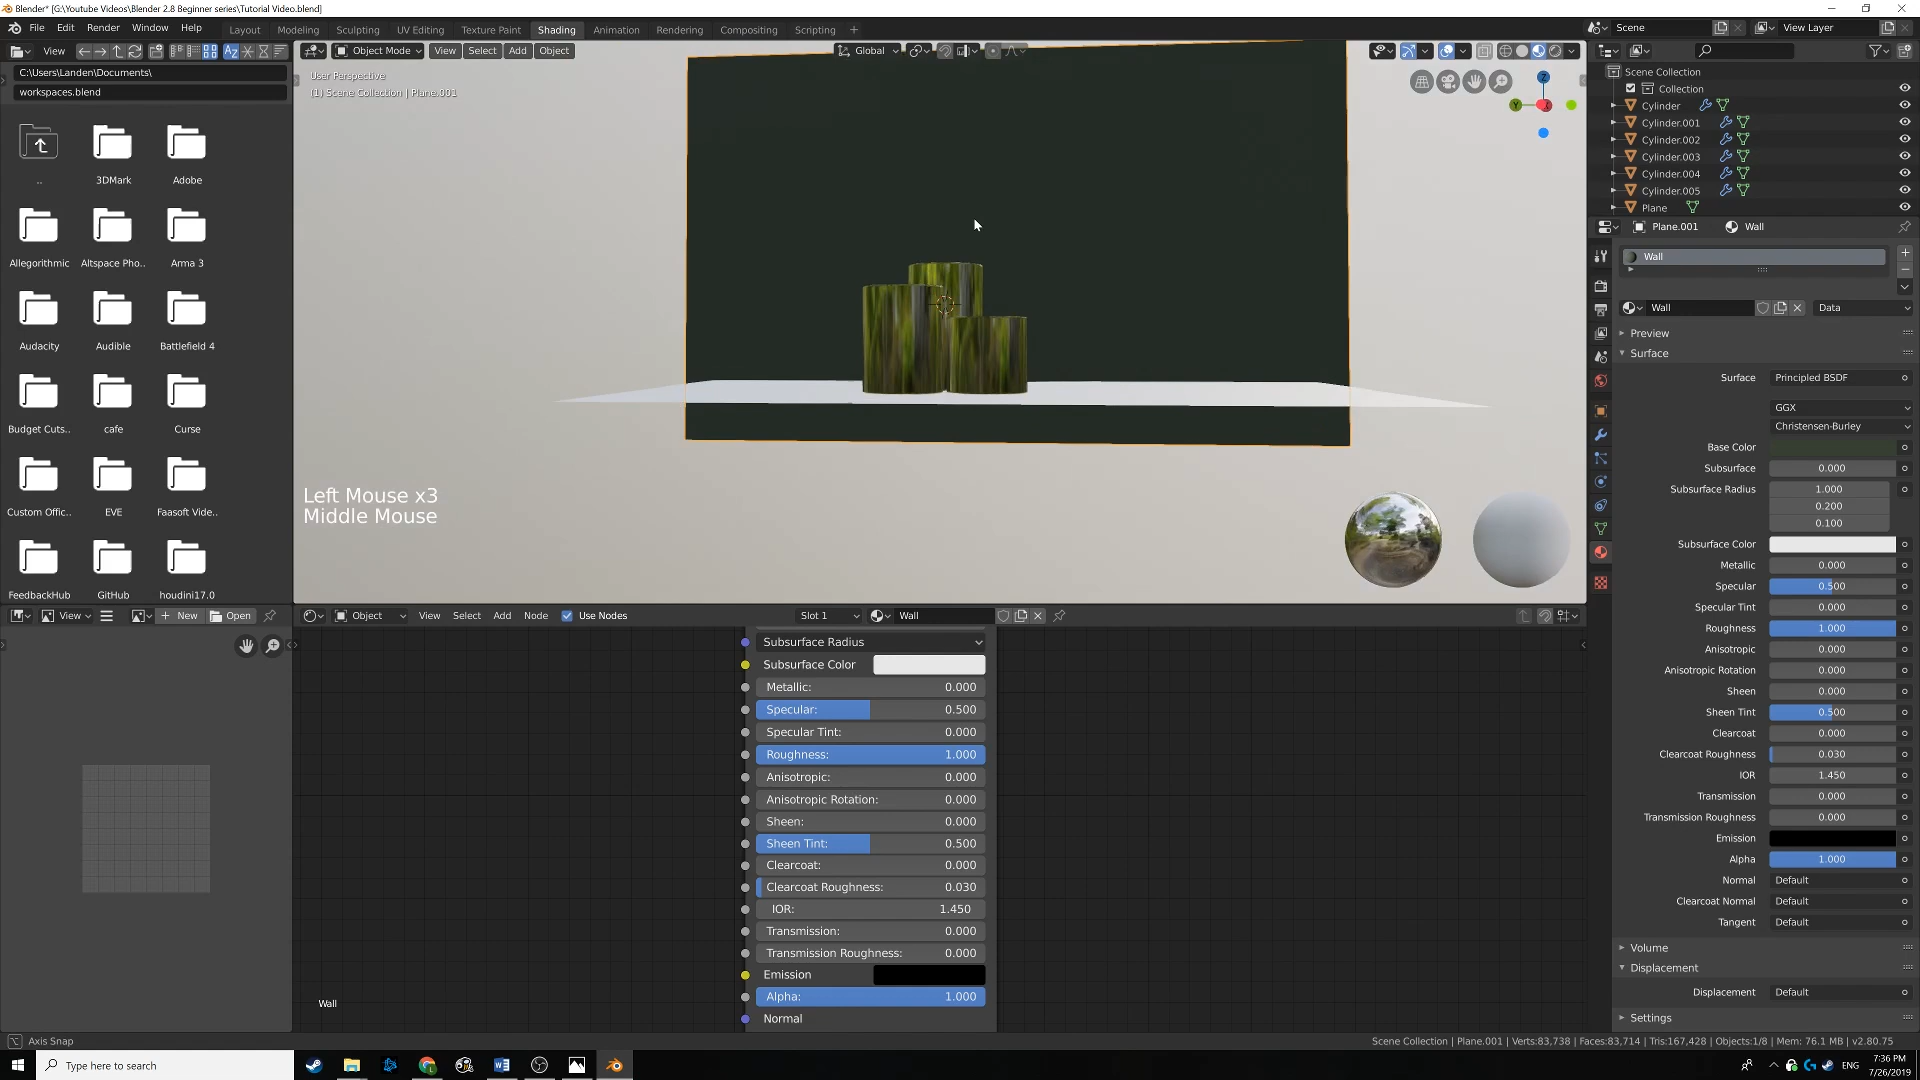 Blender* [G:\Youtube Videos\Blender 2.8 Beginner series\Tutorial Video.blend]
File Edit Render Window Help
Layout Modeling Sculpting UV Editing Texture Paint Shading Animation Rendering Compositing Scripting +
Scene
View Layer
View
C:\Users\Landen\Documents\
workspaces.blend
..
3DMark
Adobe
Allegorithmic
Altspace Pho..
Arma 3
Audacity
Audible
Battlefield 4
Budget Cuts..
cafe
Curse
Custom Offic..
EVE
Faasoft Vide..
FeedbackHub
GitHub
houdini17.0
Object Mode View Select Add Object
Global
User Perspective
(1) Scene Collection | Plane.001
Z
Y
Left Mouse x3
Middle Mouse
View
New
Open
Object View Select Add Node Use Nodes
Slot 1
Wall
Subsurface Radius
Subsurface Color
Metallic: 0.000
Specular: 0.500
Specular Tint: 0.000
Roughness: 1.000
Anisotropic: 0.000
Anisotropic Rotation: 0.000
Sheen: 0.000
Sheen Tint: 0.500
Clearcoat: 0.000
Clearcoat Roughness: 0.030
IOR: 1.450
Transmission: 0.000
Transmission Roughness: 0.000
Emission
Alpha: 1.000
Normal
Wall
Scene Collection
Collection
Cylinder
Cylinder.001
Cylinder.002
Cylinder.003
Cylinder.004
Cylinder.005
Plane
Plane.001 Wall
Wall
Wall
Data
Preview
Surface
Surface Principled BSDF
GGX
Christensen-Burley
Base Color
Subsurface 0.000
Subsurface Radius 1.000
0.200
0.100
Subsurface Color
Metallic 0.000
Specular 0.500
Specular Tint 0.000
Roughness 1.000
Anisotropic 0.000
Anisotropic Rotation 0.000
Sheen 0.000
Sheen Tint 0.500
Clearcoat 0.000
Clearcoat Roughness 0.030
IOR 1.450
Transmission 0.000
Transmission Roughness 0.000
Emission
Alpha 1.000
Normal Default
Clearcoat Normal Default
Tangent Default
Volume
Displacement
Displacement Default
Settings
Axis Snap
Scene Collection | Plane.001 | Verts:83,738 | Faces:83,714 | Tris:167,428 | Objects:1/8 | Mem: 76.1 MB | v2.80.75
Type here to search
ENG
7:36 PM
7/26/2019